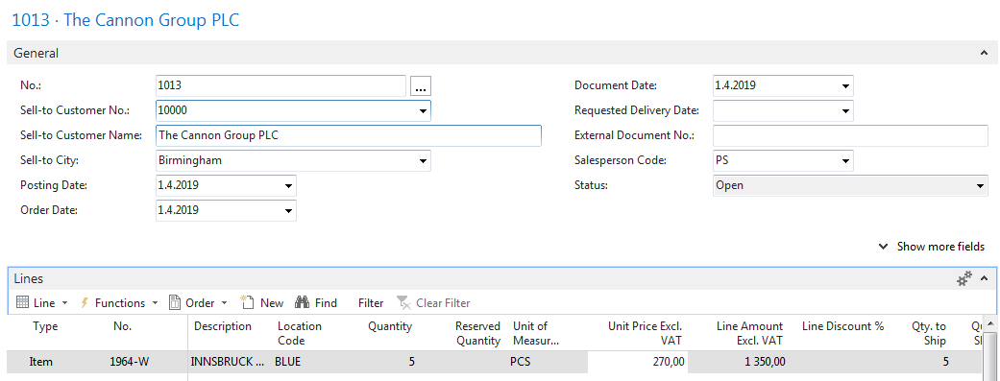 1013 · The Cannon Group PLC
General
No.: 1013 ...
Document Date: 1.4.2019
Sell-to Customer No.: 10000
Requested Delivery Date:
Sell-to Customer Name: The Cannon Group PLC
External Document No.:
Sell-to City: Birmingham
Salesperson Code: PS
Posting Date: 1.4.2019
Status: Open
Order Date: 1.4.2019
Show more fields
Lines
Line Functions Order New Find Filter Clear Filter
Type No. Description Location Code Quantity Reserved Quantity Unit of Measur... Unit Price Excl. VAT Line Amount Excl. VAT Line Discount % Qty. to Ship
Item 1964-W INNSBRUCK ... BLUE 5 PCS 270,00 1 350,00 5